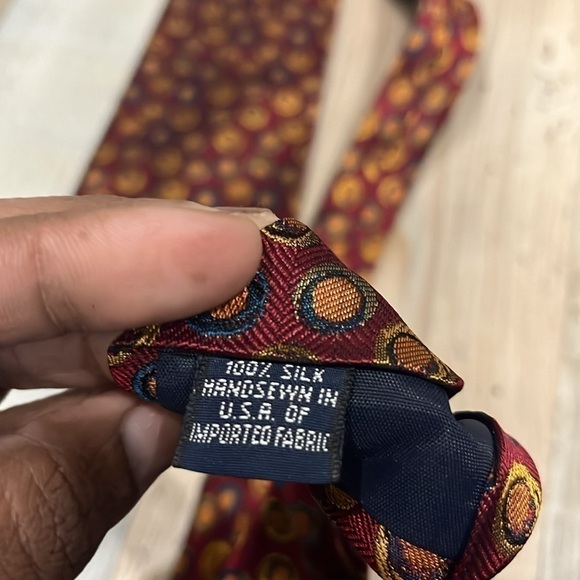 100% SILK
HANDSEWN IN
U.S.A. OF
IMPORTED FABRIC